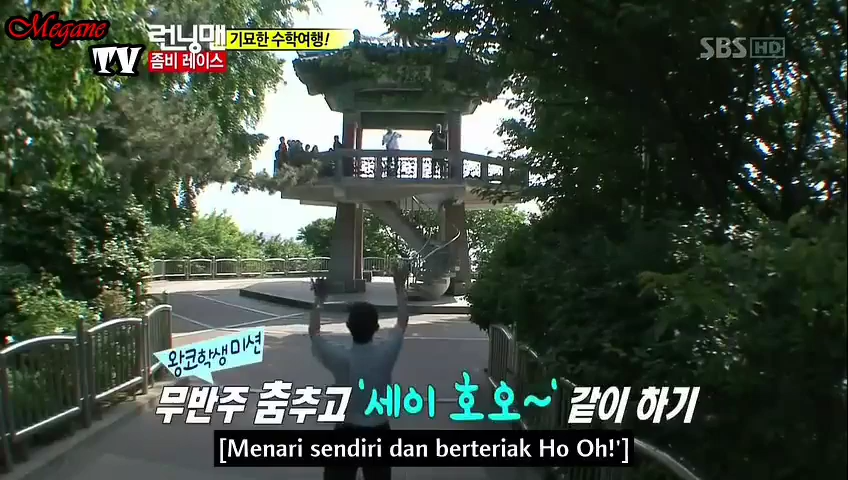 Megane
TV
런닝맨
기묘한 수학여행!
좀비 레이스
SBS HD
왕코학생 미션
무반주 춤추고 '세이 호오~' 같이 하기
[Menari sendiri dan berteriak Ho Oh!']